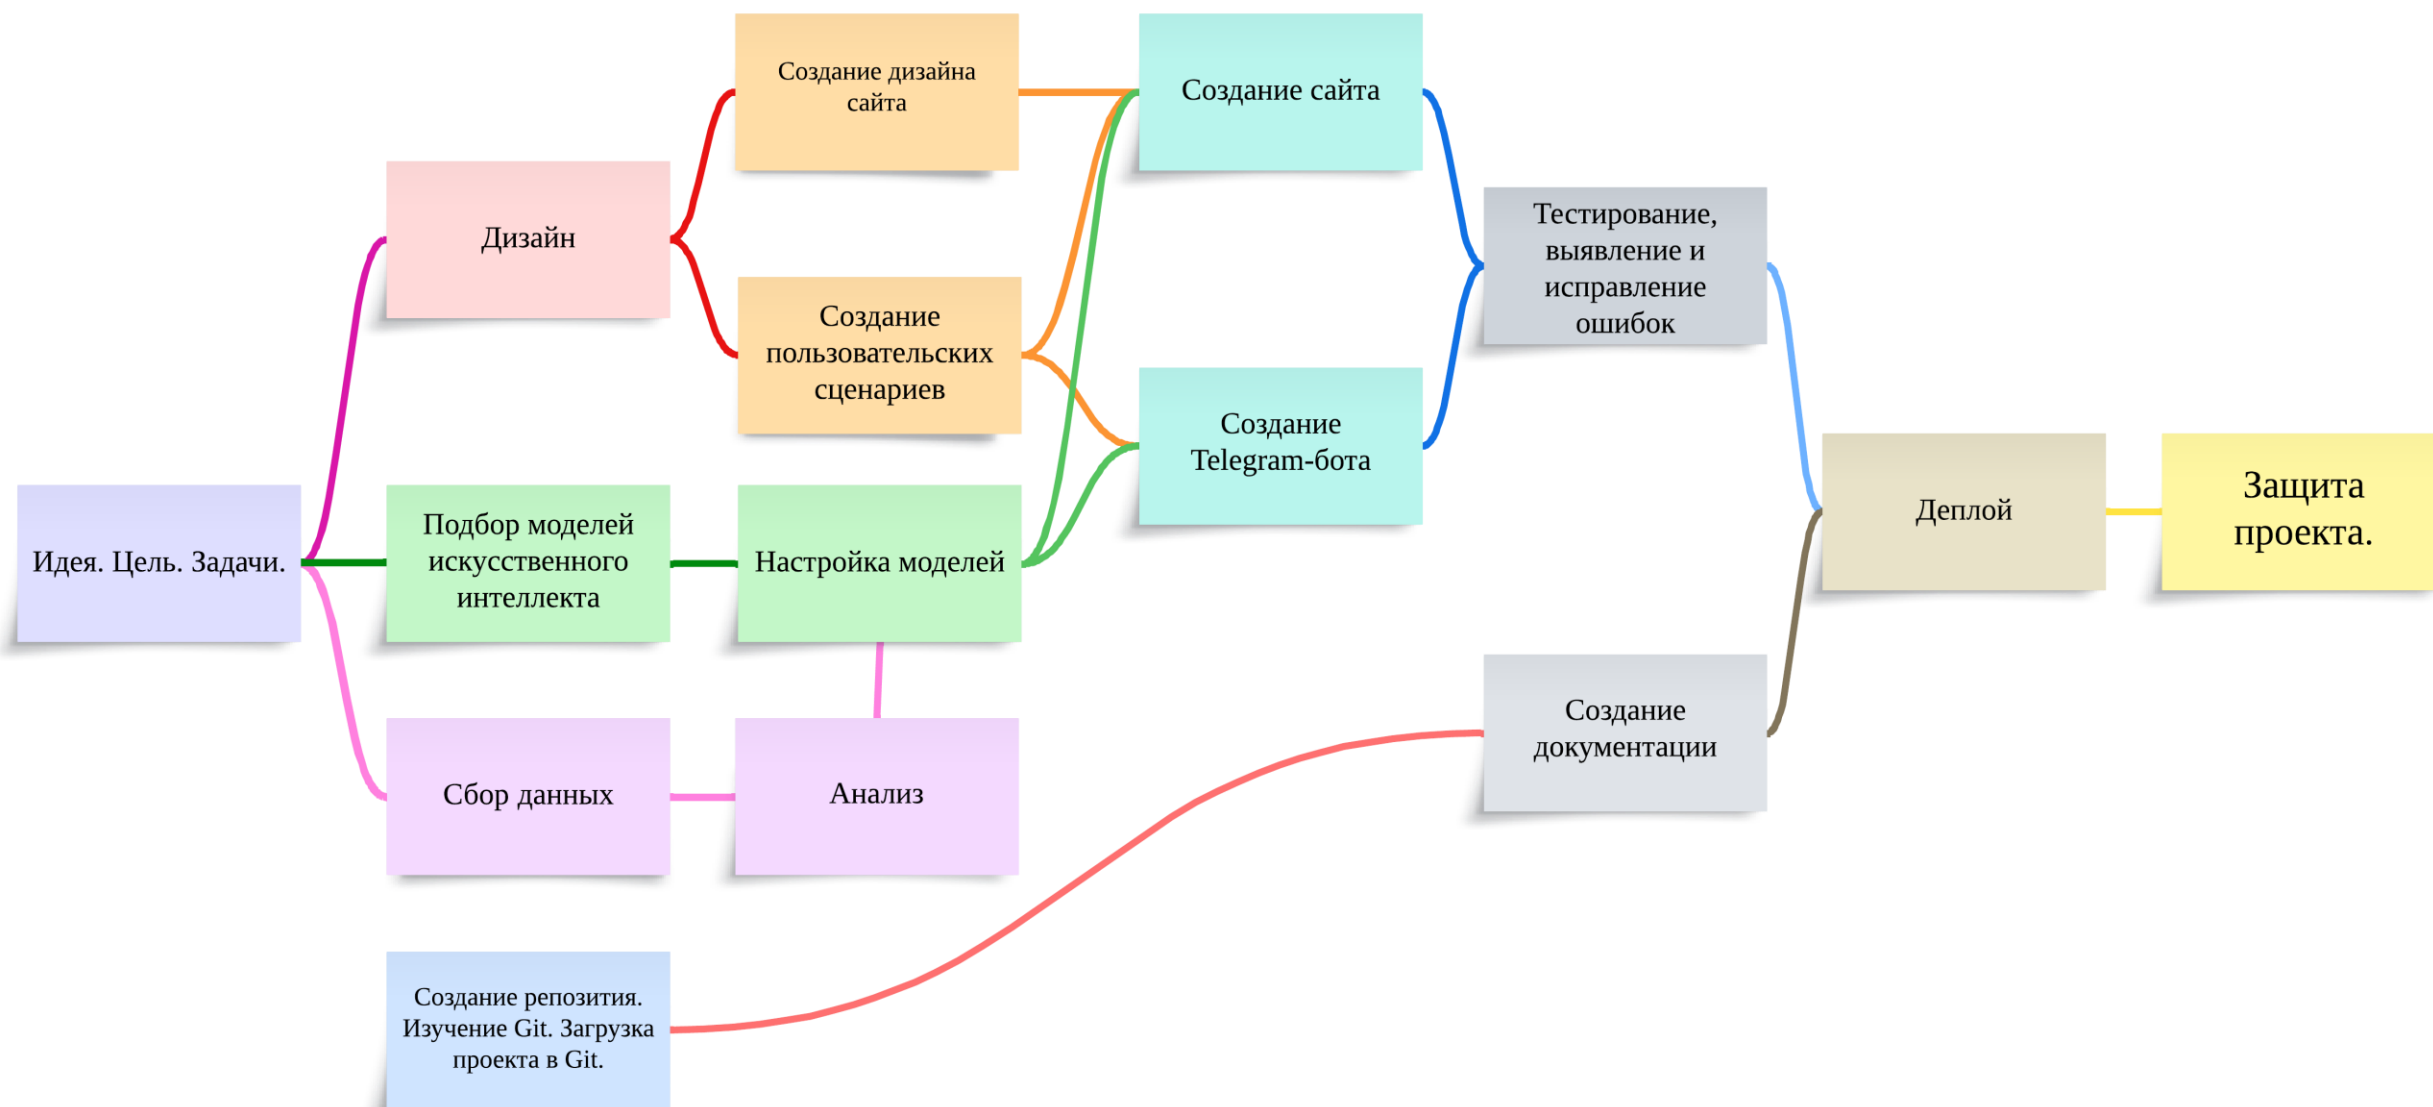 Создание дизайна
сайта
Создание сайта
Дизайн
Тестирование,
выявление и
исправление
ошибок
Создание
пользовательских
сценариев
Создание
Telegram-бота
Идея. Цель. Задачи.
Подбор моделей
искусственного
интеллекта
Настройка моделей
Деплой
Защита
проекта.
Сбор данных
Анализ
Создание
документации
Создание репозития.
Изучение Git. Загрузка
проекта в Git.